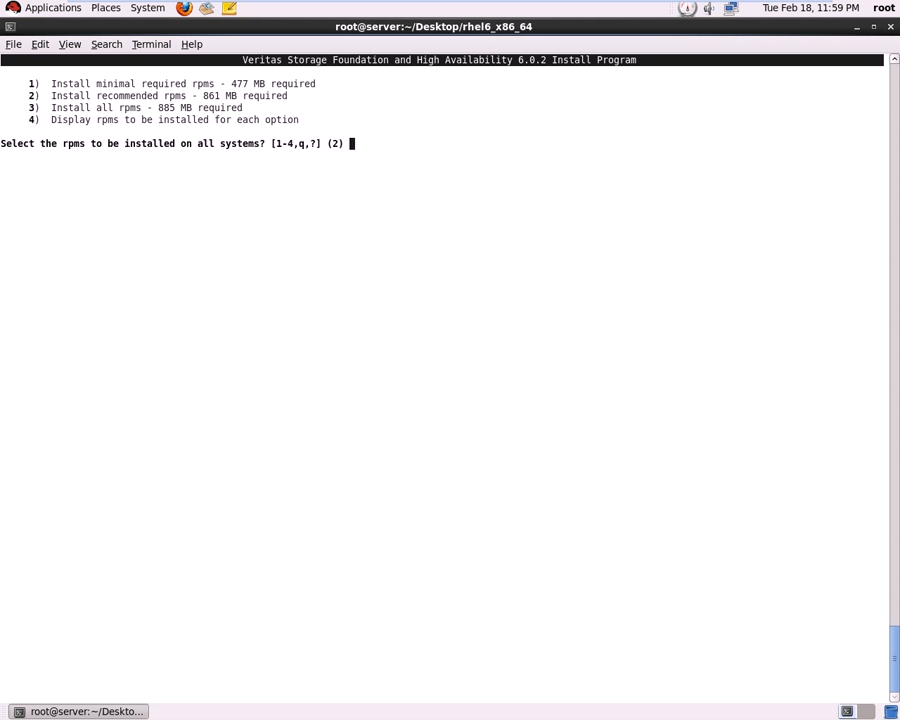 Applications Places System Tue Feb 18, 11:59 PM root
root@server:~/Desktop/rhel6_x86_64
File Edit View Search Terminal Help
Veritas Storage Foundation and High Availability 6.0.2 Install Program
1) Install minimal required rpms - 477 MB required
2) Install recommended rpms - 861 MB required
3) Install all rpms - 885 MB required
4) Display rpms to be installed for each option
Select the rpms to be installed on all systems? [1-4,q,?] (2)
root@server:~/Deskto...